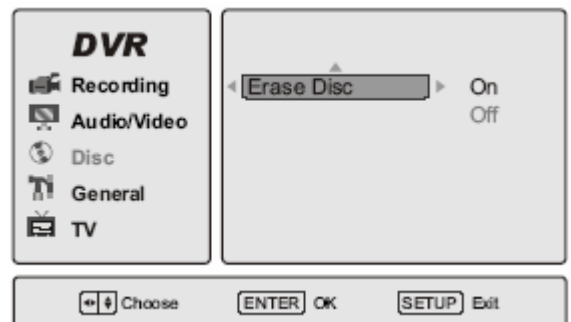 DVR
Recording
Audio/Video
Disc
General
TV
Erase Disc On
Off
Choose ENTER OK SETUP Exit